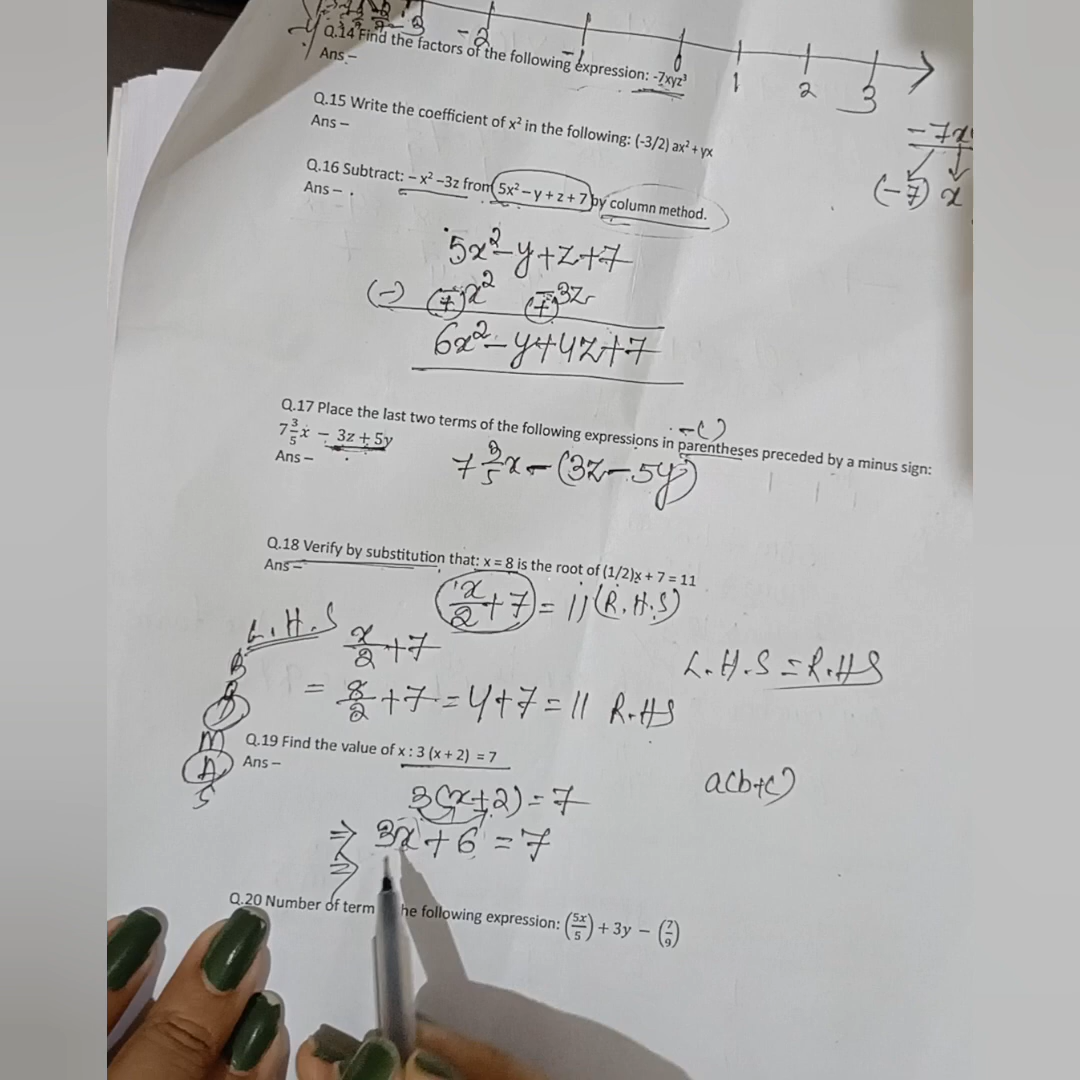 -2 -1 0 1 2 3
Q.14 Find the factors of the following expression: -7xyz³
Ans –
-7x
(-7) x
Q.15 Write the coefficient of x² in the following: (-3/2) ax² + yx
Ans –
Q.16 Subtract: – x² –3z from 5x² – y + z + 7 by column method.
Ans – .
5x² - y + z + 7
(-) x² 3z
6x² - y + 4z + 7
Q.17 Place the last two terms of the following expressions in parentheses preceded by a minus sign:
-( )
7 3/5 x – 3z + 5y
Ans –
7 3/5 x - (3z - 5y)
Q.18 Verify by substitution that: x = 8 is the root of (1/2)x + 7 = 11
Ans –
x/2 + 7 = 11 (R.H.S)
L.H.S x/2 + 7
L.H.S = R.HS
= 8/2 + 7 = 4 + 7 = 11 R.HS
B
D
M
A
S
Q.19 Find the value of x : 3 (x + 2) = 7
Ans –
a(b+c)
3(x+2) = 7
⇒ 3x + 6 = 7
⇒
Q.20 Number of term he following expression: (5x/5) + 3y – (7/9)